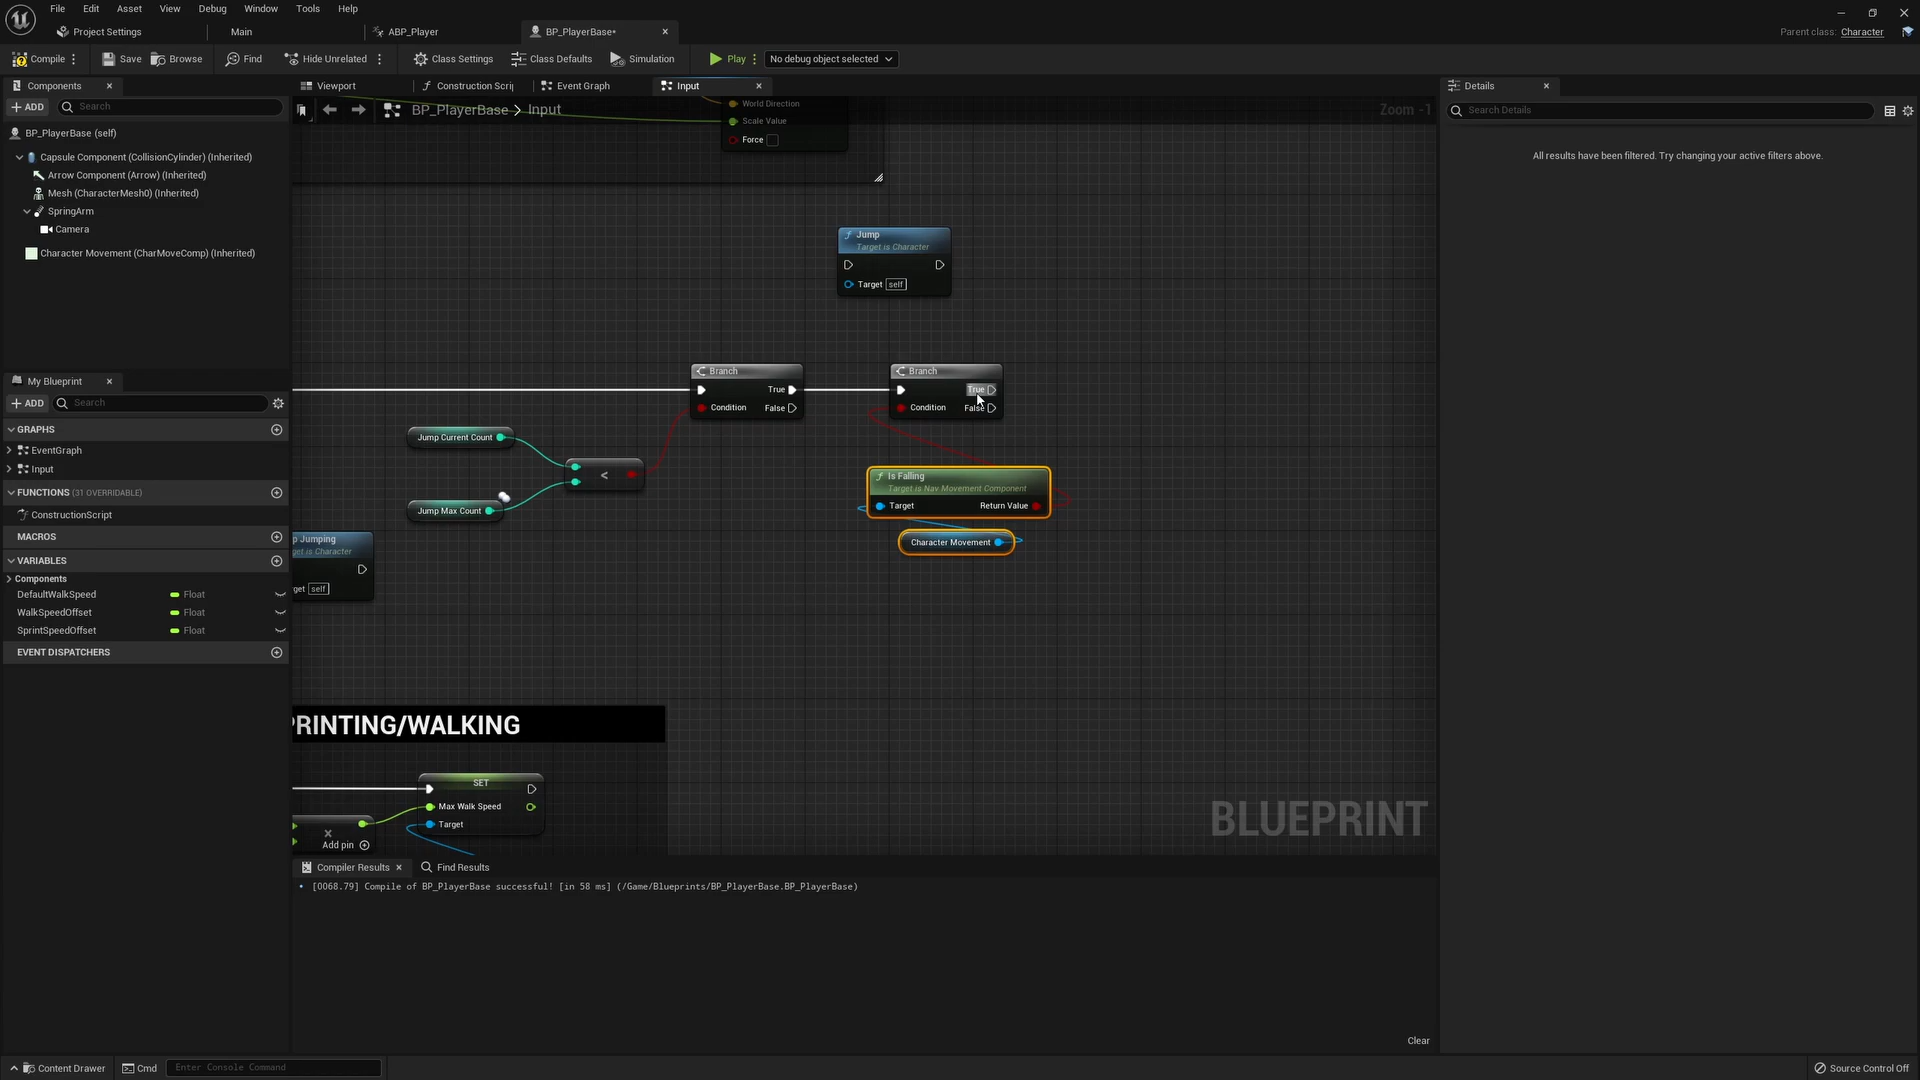 File Edit Asset View Debug Window Tools Help
Project Settings Main ABP_Player BP_PlayerBase• Parent class: Character
Compile Save Browse Find Hide Unrelated Class Settings Class Defaults Simulation Play No debug object selected
Components Viewport Construction Scrip Event Graph Input Details
ADD Search BP_PlayerBase > Input Zoom -1 Search Details
BP_PlayerBase (self)
Capsule Component (CollisionCylinder) (Inherited)
Arrow Component (Arrow) (Inherited)
Mesh (CharacterMesh0) (Inherited)
SpringArm
Camera
Character Movement (CharMoveComp) (Inherited)
All results have been filtered. Try changing your active filters above.
World Direction
Scale Value
Force
Jump
Target is Character
Target self
Branch
True
Condition False
Branch
True
Condition False
Jump Current Count
<
Jump Max Count
Is Falling
Target is Nav Movement Component
Target Return Value
Character Movement
p Jumping
get is Character
get self
My Blueprint
ADD Search
GRAPHS
EventGraph
Input
FUNCTIONS (31 OVERRIDABLE)
ConstructionScript
MACROS
VARIABLES
Components
DefaultWalkSpeed Float
WalkSpeedOffset Float
SprintSpeedOffset Float
EVENT DISPATCHERS
RINTING/WALKING
SET
Max Walk Speed
Target
Add pin
BLUEPRINT
Compiler Results Find Results
[0068.79] Compile of BP_PlayerBase successful! [in 58 ms] (/Game/Blueprints/BP_PlayerBase.BP_PlayerBase)
Clear
Content Drawer Cmd Enter Console Command Source Control Off